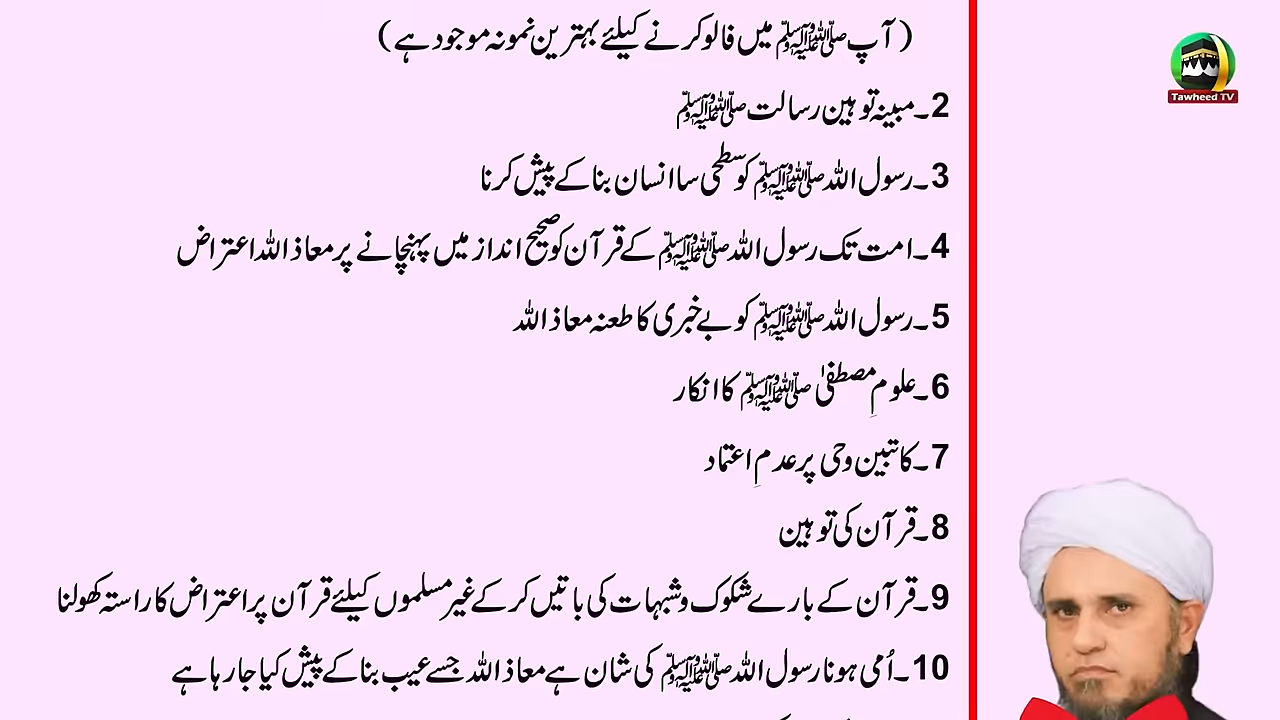 (آپ ﷺ میں فالو کرنے کیلئے بہترین نمونہ موجود ہے)
Tawheed TV
2۔مبینہ توہین رسالت ﷺ
3۔رسول اللہ ﷺ کو سطحی سا انسان بنا کے پیش کرنا
4۔امت تک رسول اللہ ﷺ کے قرآن کو صحیح انداز میں پہنچانے پر معاذ اللہ اعتراض
5۔رسول اللہ ﷺ کو بے خبری کا طعنہ معاذ اللہ
6۔علومِ مصطفیٰ ﷺ کا انکار
7۔کاتبین وحی پر عدمِ اعتماد
8۔قرآن کی توہین
9۔قرآن کے بارے شکوک و شبہات کی باتیں کر کے غیر مسلموں کیلئے قرآن پر اعتراض کا راستہ کھولنا
10۔اُمی ہونا رسول اللہ ﷺ کی شان ہے معاذ اللہ جسے عیب بنا کے پیش کیا جا رہا ہے